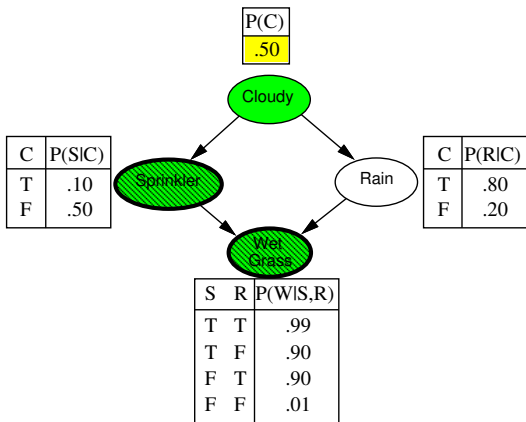 P(C)
.50
Cloudy
C P(S|C)
T .10
F .50
Sprinkler
Rain
C P(R|C)
T .80
F .20
Wet
Grass
S R P(W|S,R)
T T .99
T F .90
F T .90
F F .01